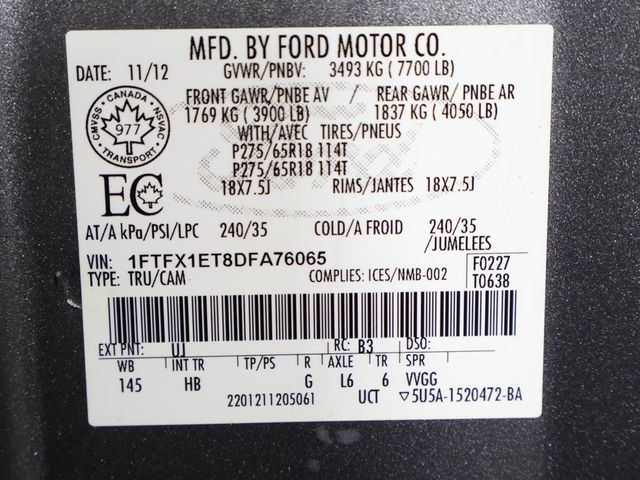 MFD. BY FORD MOTOR CO.
DATE: 11/12 GVWR/PNBV: 3493 KG ( 7700 LB)
FRONT GAWR/PNBE AV / REAR GAWR/ PNBE AR
1769 KG ( 3900 LB) 1837 KG ( 4050 LB)
WITH/AVEC TIRES/PNEUS
P275/65R18 114T
P275/65R18 114T
18X7.5J RIMS/JANTES 18X7.5J
CMVSS CANADA NSVAC
977
TRANSPORT
EC
AT/A kPa/PSI/LPC 240/35 COLD/A FROID 240/35
/JUMELEES
VIN: 1FTFX1ET8DFA76065 F0227
TYPE: TRU/CAM COMPLIES: ICES/NMB-002 T0638
EXT PNT: UJ RC: B3 DSO:
WB INT TR TP/PS R AXLE TR SPR
145 HB G L6 6 VVGG
2201211205061 UCT ▽5U5A-1520472-BA